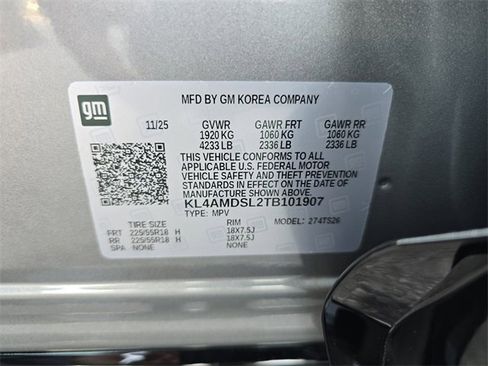 gm
MFD BY GM KOREA COMPANY
11/25 GVWR GAWR FRT GAWR RR
1920 KG 1060 KG 1060 KG
4233 LB 2336 LB 2336 LB
THIS VEHICLE CONFORMS TO ALL
APPLICABLE U.S. FEDERAL MOTOR
VEHICLE SAFETY AND THEFT PREVENTION
STANDARDS IN EFFECT ON THE DATE OF
MANUFACTURE SHOWN ABOVE.
KL4AMDSL2TB101907
TYPE: MPV MODEL: 274TS26
TIRE SIZE RIM
FRT 225/55R18 H 18X7.5J
RR 225/55R18 H 18X7.5J
SPA NONE NONE